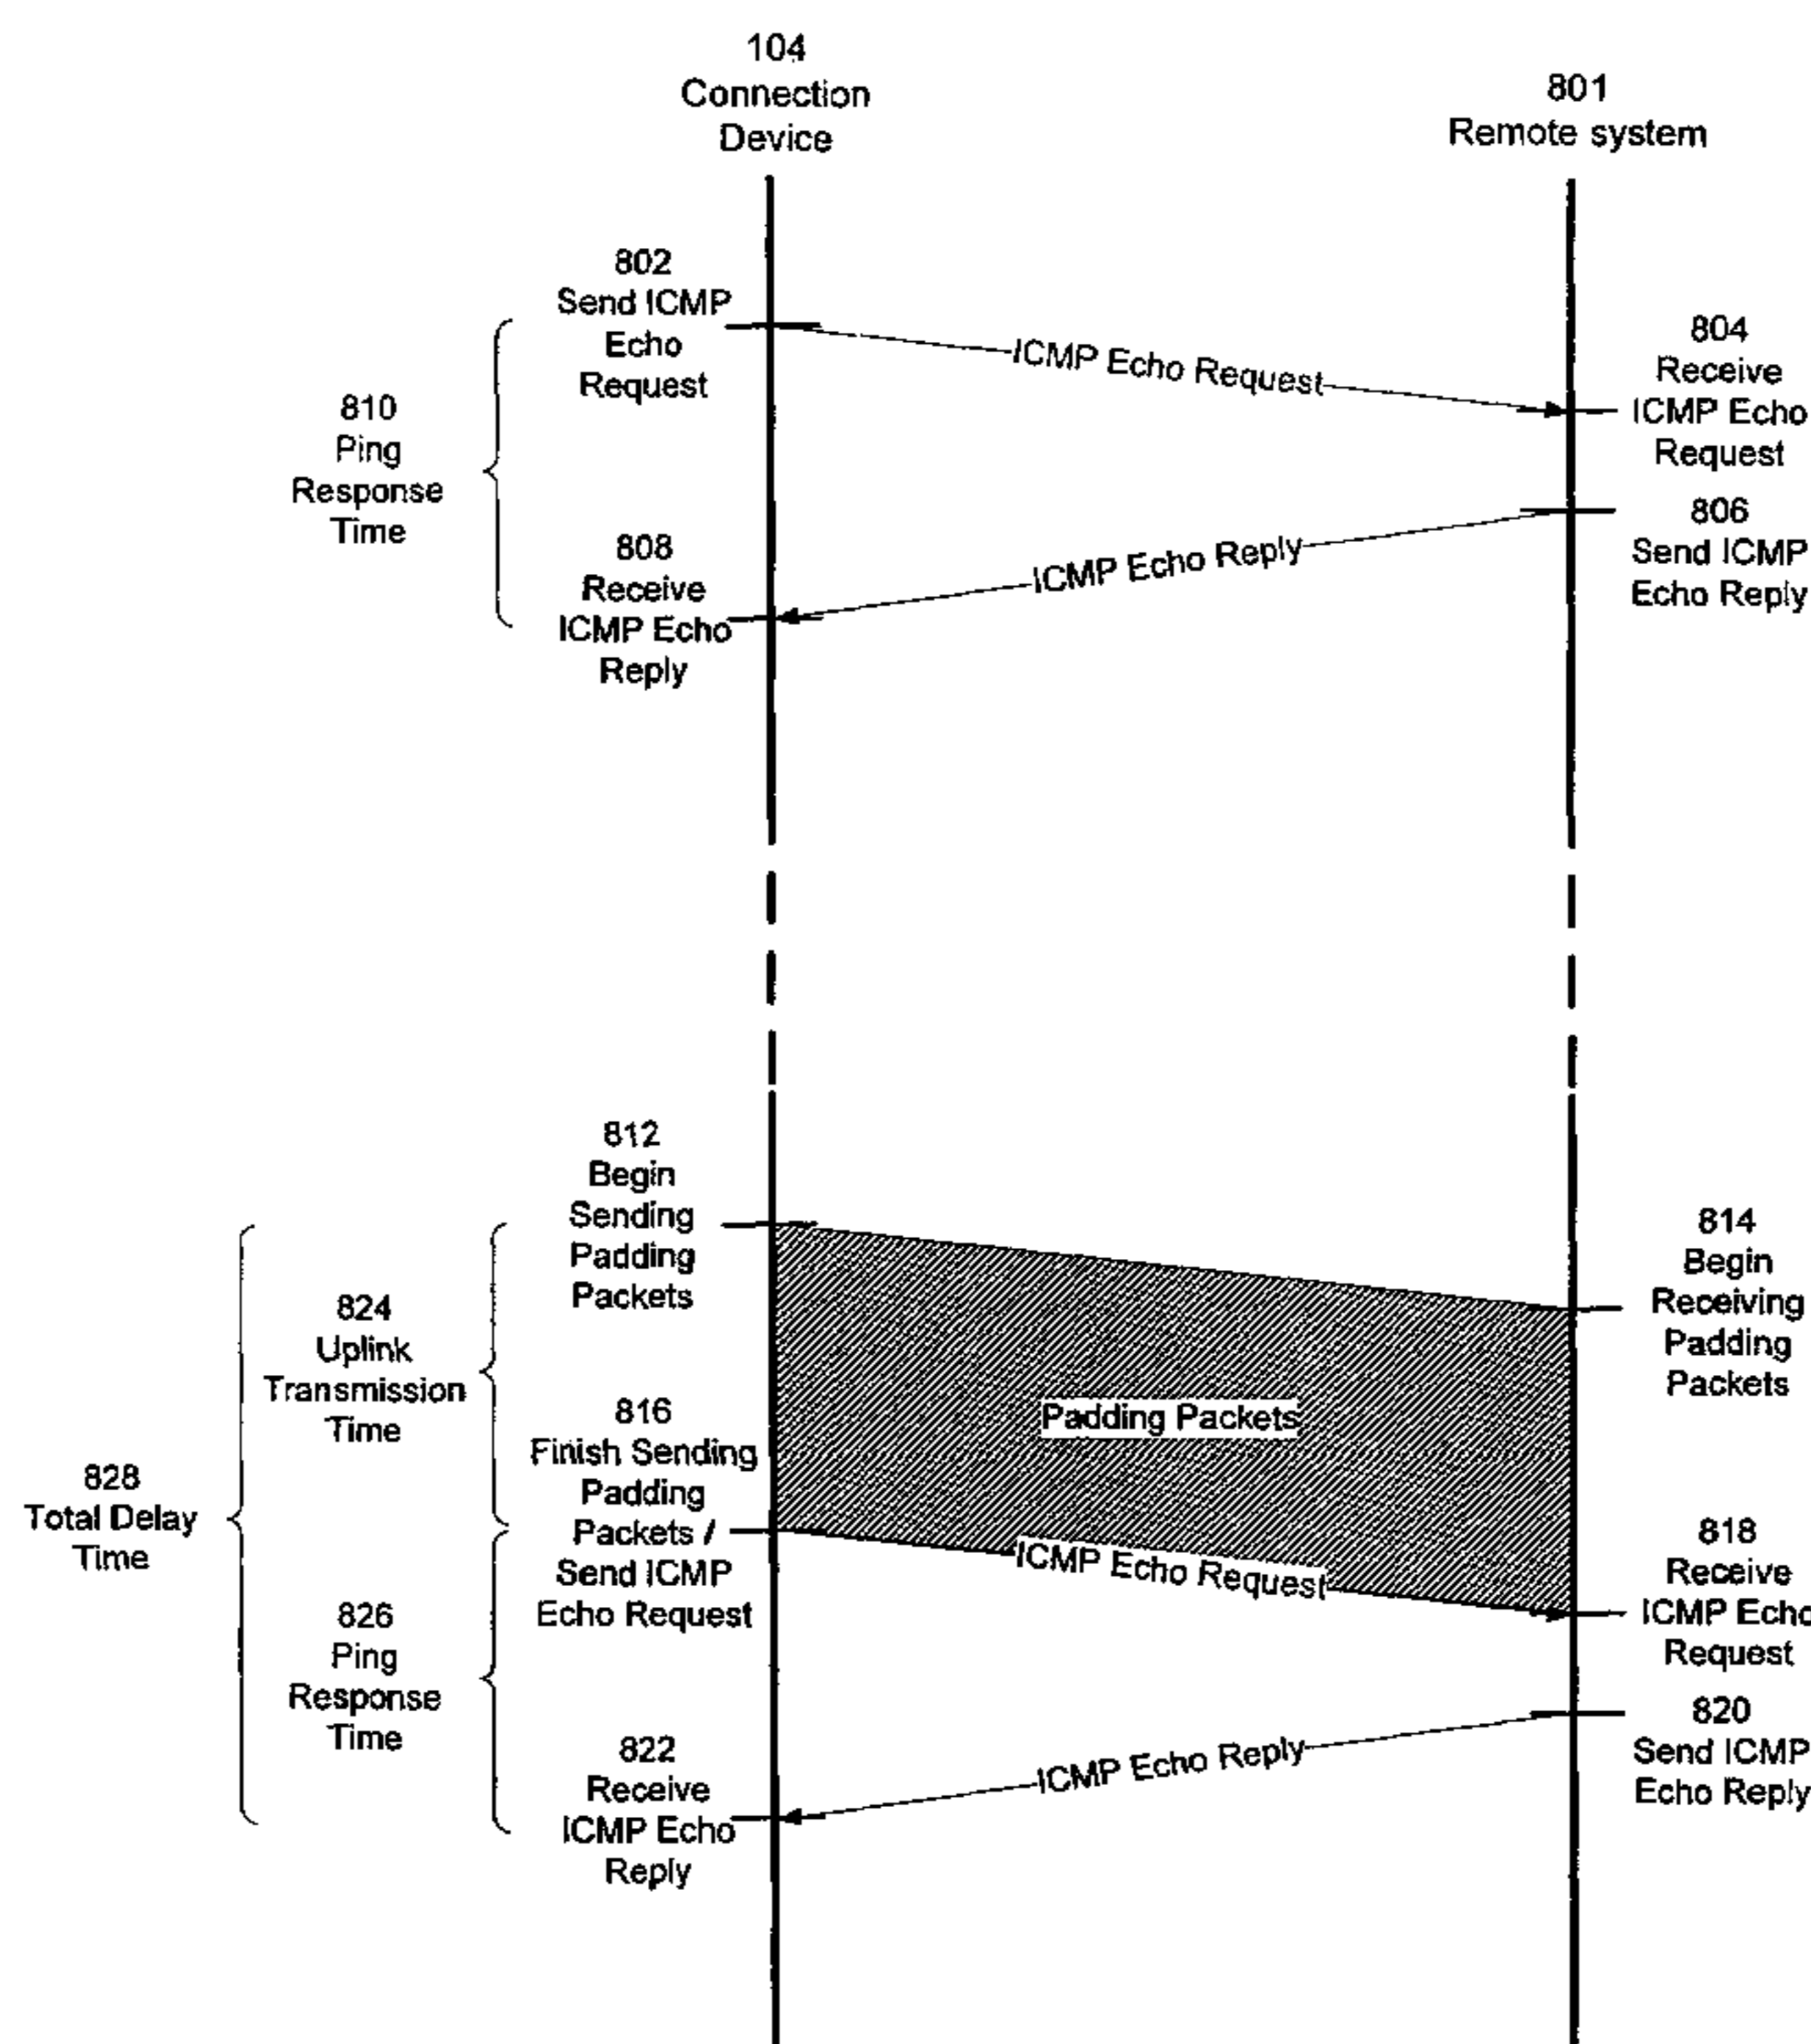 104
Connection
Device
801
Remote system
802
Send ICMP
Echo
Request
ICMP Echo Request
804
Receive
ICMP Echo
Request
810
Ping
Response
Time
806
Send ICMP
Echo Reply
ICMP Echo Reply
808
Receive
ICMP Echo
Reply
812
Begin
Sending
Padding
Packets
814
Begin
Receiving
Padding
Packets
824
Uplink
Transmission
Time
Padding Packets
816
Finish Sending
Padding
Packets /
Send ICMP
Echo Request
828
Total Delay
Time
ICMP Echo Request
818
Receive
ICMP Echo
Request
826
Ping
Response
Time
820
Send ICMP
Echo Reply
ICMP Echo Reply
822
Receive
ICMP Echo
Reply